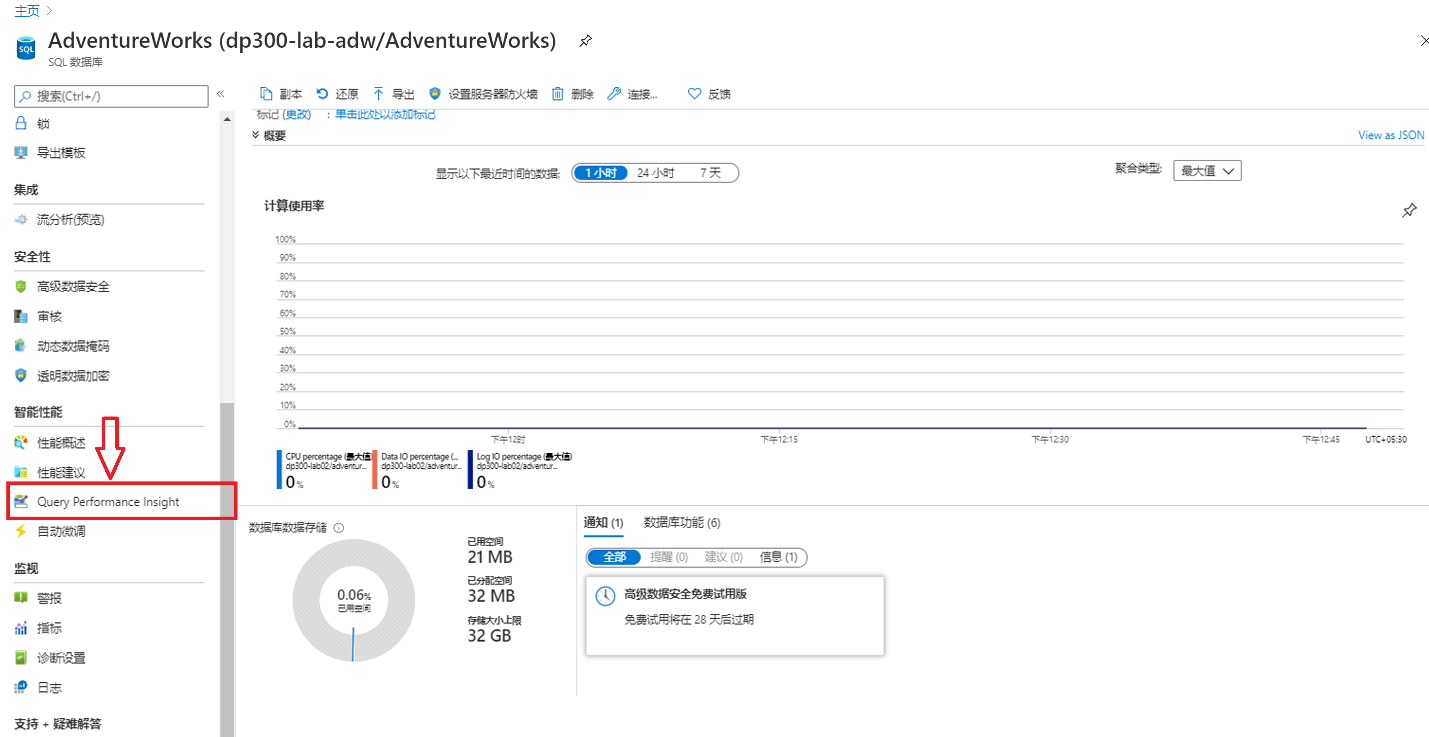 主页
AdventureWorks (dp300-lab-adw/AdventureWorks)
SQL
SQL 数据库
搜索(Ctrl+/)
«
副本
还原
导出
设置服务器防火墙
删除
连接...
反馈
锁
导出模板
集成
流分析(预览)
安全性
高级数据安全
审核
动态数据掩码
透明数据加密
智能性能
性能概述
性能建议
Query Performance Insight
自动微调
监视
警报
指标
诊断设置
日志
支持 + 疑难解答
标记 (更改) : 单击此处以添加标记
概要
View as JSON
显示以下最近时间的数据: 1 小时 24 小时 7 天
聚合类型: 最大值
计算使用率
100%
90%
80%
70%
60%
50%
40%
30%
20%
10%
0%
下午12时 下午12:15 下午12:30 下午12:45 UTC+05:30
CPU percentage (最大值)
dp300-lab02/adventur...
0%
Data IO percentage (...
dp300-lab02/adventur...
0%
Log IO percentage (最大值)
dp300-lab02/adventur...
0%
数据库数据存储
0.06%
已用空间
已用空间
21 MB
已分配空间
32 MB
存储大小上限
32 GB
通知 (1) 数据库功能 (6)
全部 提醒 (0) 建议 (0) 信息 (1)
高级数据安全免费试用版
免费试用将在 28 天后过期